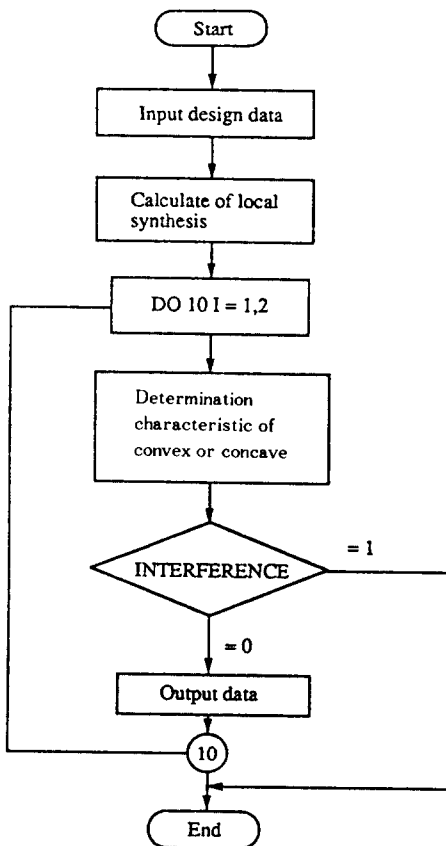 Start
Input design data
Calculate of local
synthesis
DO 10 I = 1,2
Determination
characteristic of
convex or concave
= 1
INTERFERENCE
= 0
Output data
10
End